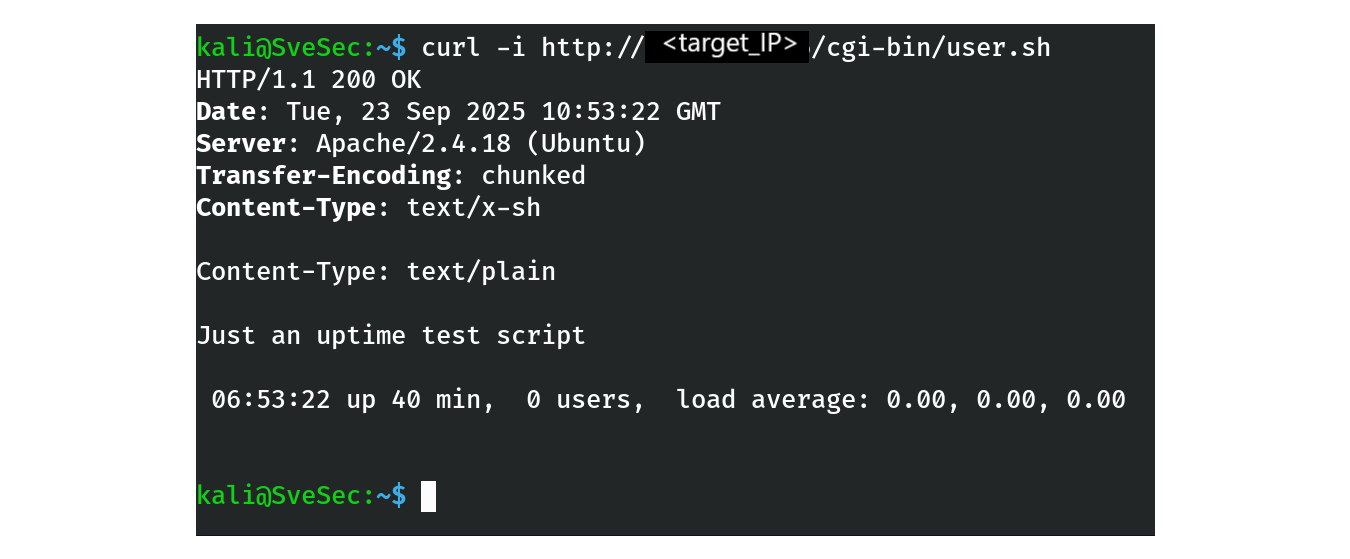 kali@SveSec:~$ curl -i http://<target_IP>/cgi-bin/user.sh
HTTP/1.1 200 OK
Date: Tue, 23 Sep 2025 10:53:22 GMT
Server: Apache/2.4.18 (Ubuntu)
Transfer-Encoding: chunked
Content-Type: text/x-sh
Content-Type: text/plain
Just an uptime test script
06:53:22 up 40 min,  0 users,  load average: 0.00, 0.00, 0.00
kali@SveSec:~$